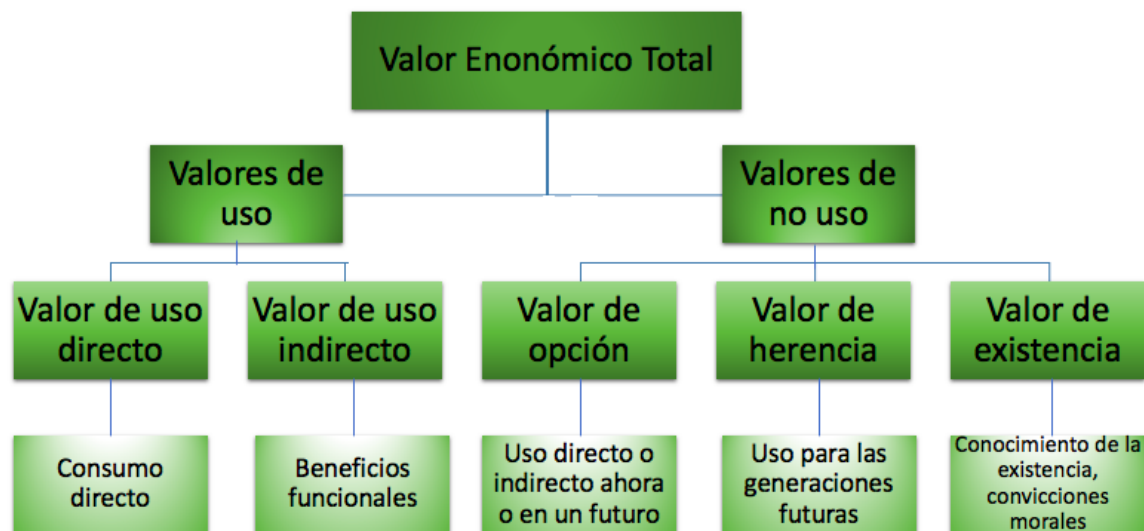 Valor Enonómico Total
Valores de
uso
Valores de
no uso
Valor de uso
directo
Valor de uso
indirecto
Valor de
opción
Valor de
herencia
Valor de
existencia
Consumo
directo
Beneficios
funcionales
Uso directo o
indirecto ahora
o en un futuro
Uso para las
generaciones
futuras
Conocimiento de la
existencia,
convicciones
morales